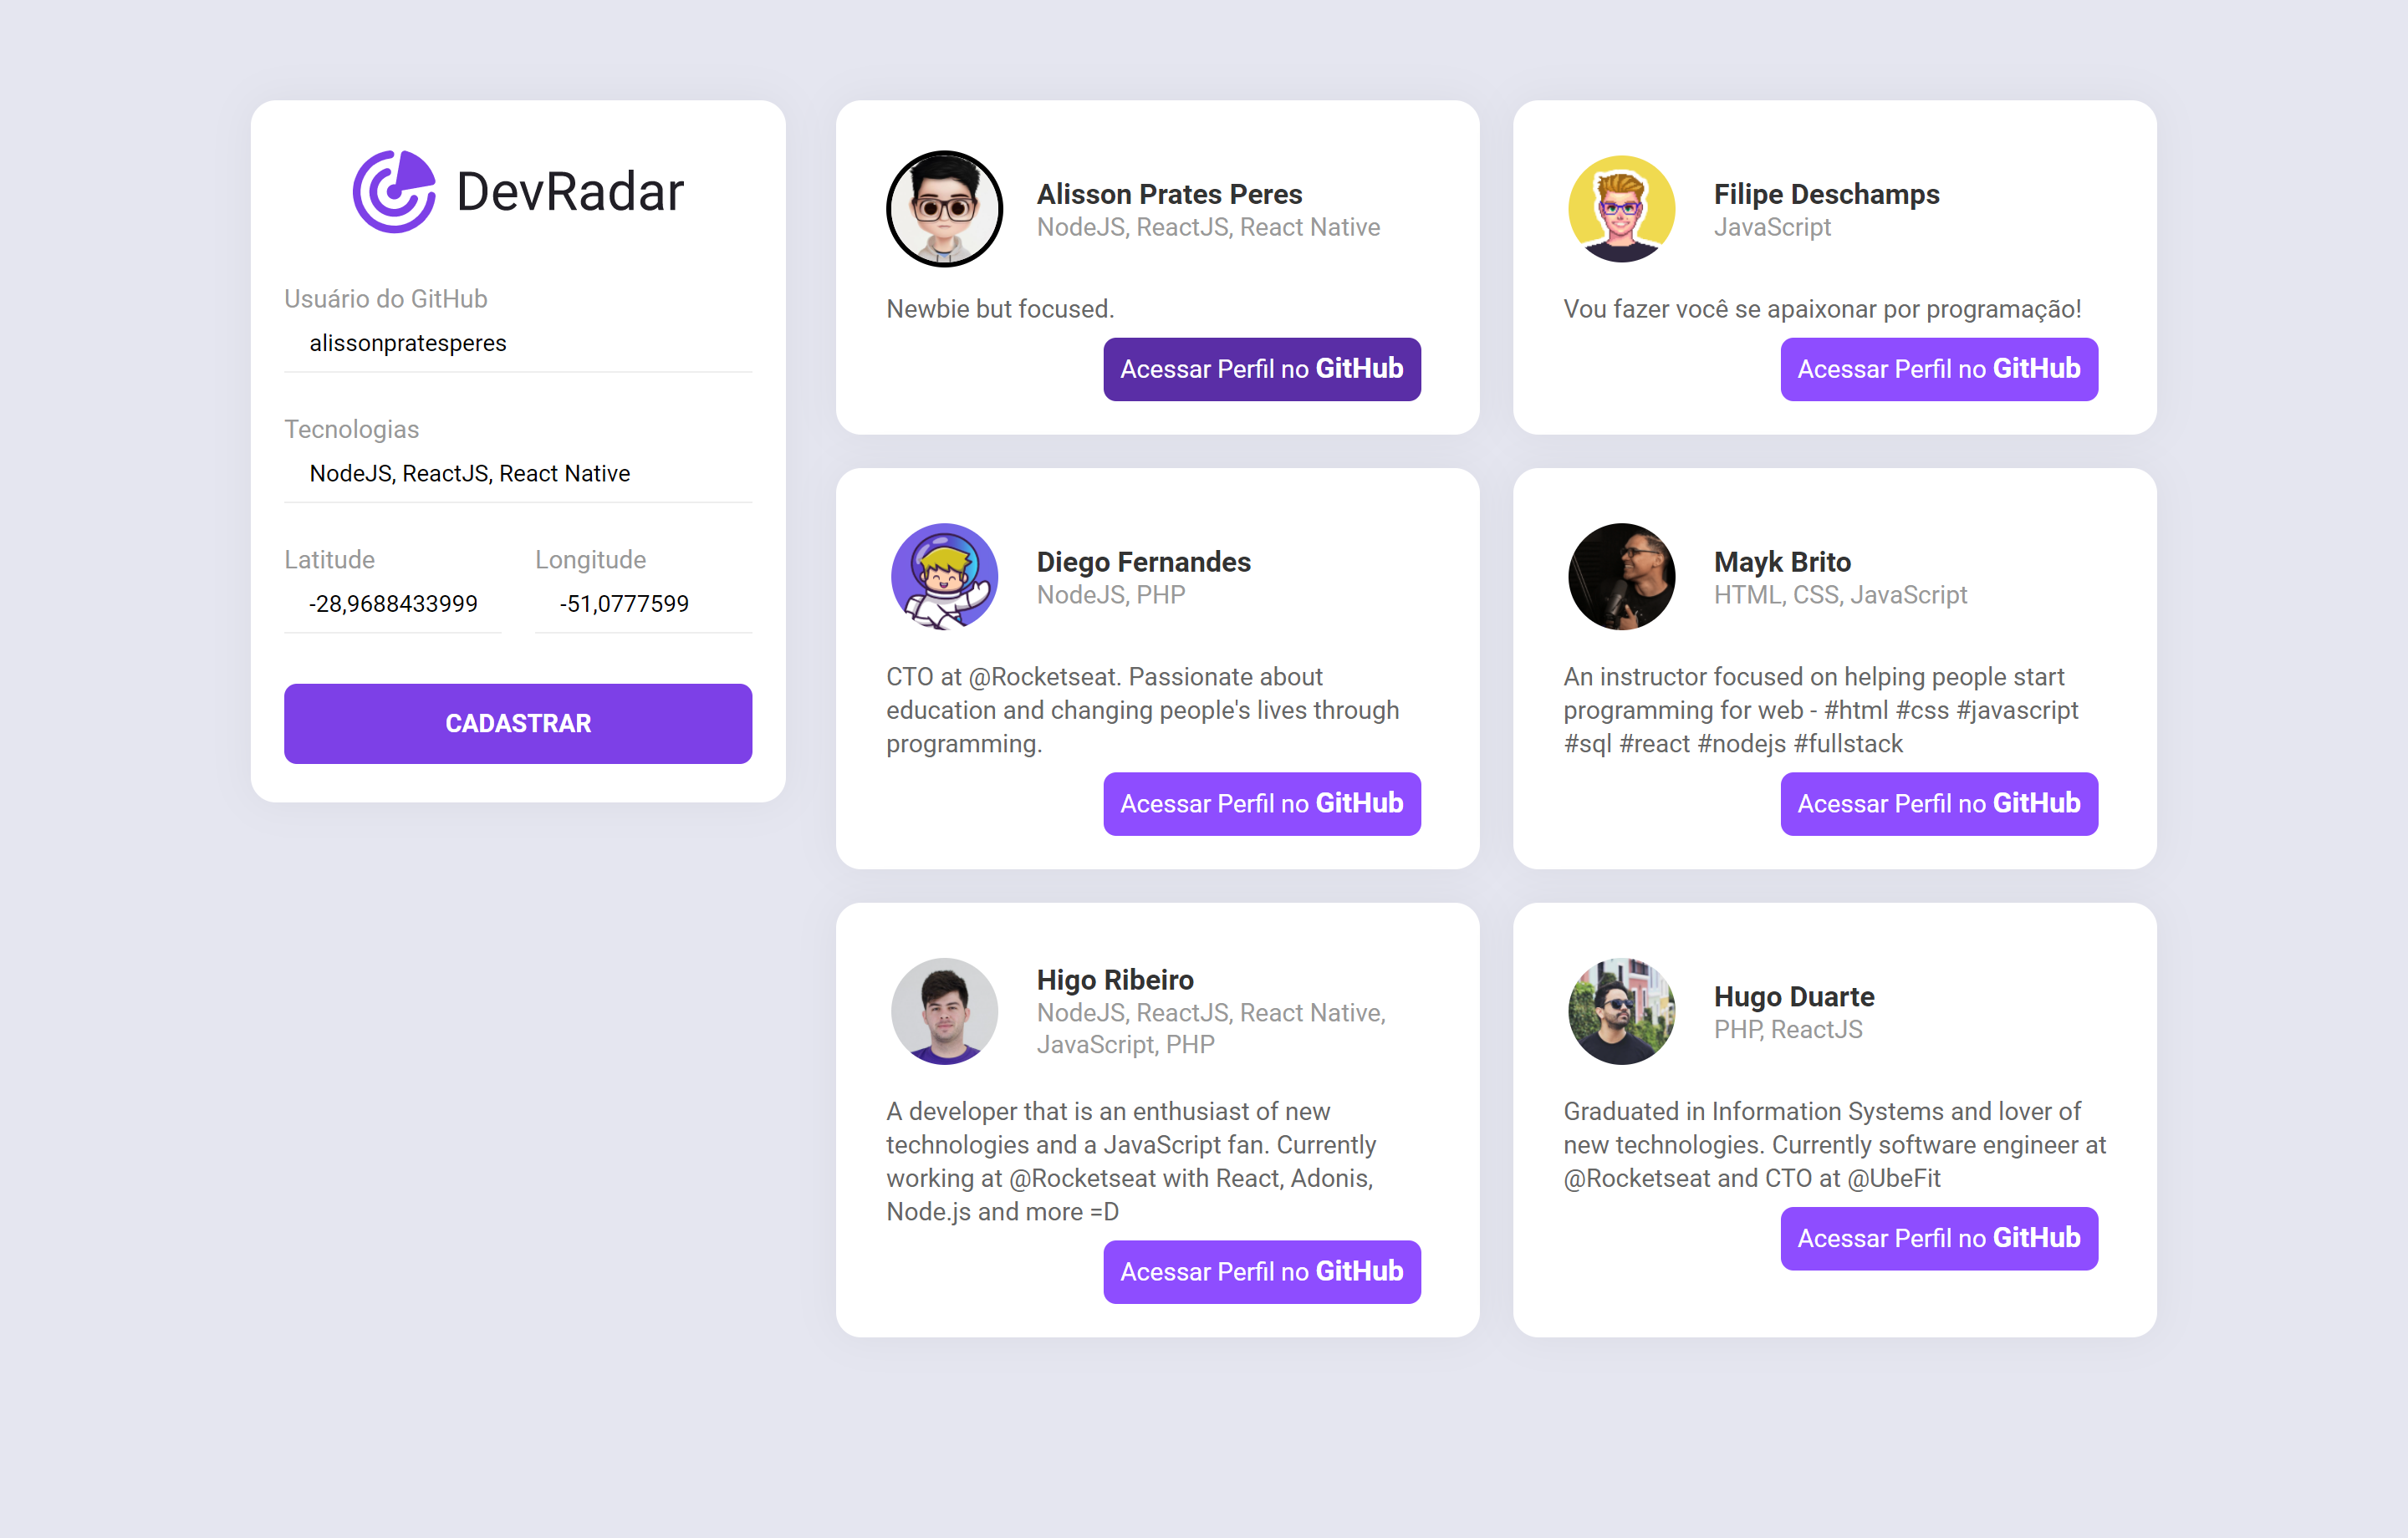 DevRadar
Usuário do GitHub
alissonpratesperes
Tecnologias
NodeJS, ReactJS, React Native
Latitude
-28,9688433999
Longitude
-51,0777599
CADASTRAR
Alisson Prates Peres
NodeJS, ReactJS, React Native
Newbie but focused.
Acessar Perfil no GitHub
Filipe Deschamps
JavaScript
Vou fazer você se apaixonar por programação!
Acessar Perfil no GitHub
Diego Fernandes
NodeJS, PHP
CTO at @Rocketseat. Passionate about
education and changing people's lives through
programming.
Acessar Perfil no GitHub
Mayk Brito
HTML, CSS, JavaScript
An instructor focused on helping people start
programming for web - #html #css #javascript
#sql #react #nodejs #fullstack
Acessar Perfil no GitHub
Higo Ribeiro
NodeJS, ReactJS, React Native,
JavaScript, PHP
A developer that is an enthusiast of new
technologies and a JavaScript fan. Currently
working at @Rocketseat with React, Adonis,
Node.js and more =D
Acessar Perfil no GitHub
Hugo Duarte
PHP, ReactJS
Graduated in Information Systems and lover of
new technologies. Currently software engineer at
@Rocketseat and CTO at @UbeFit
Acessar Perfil no GitHub